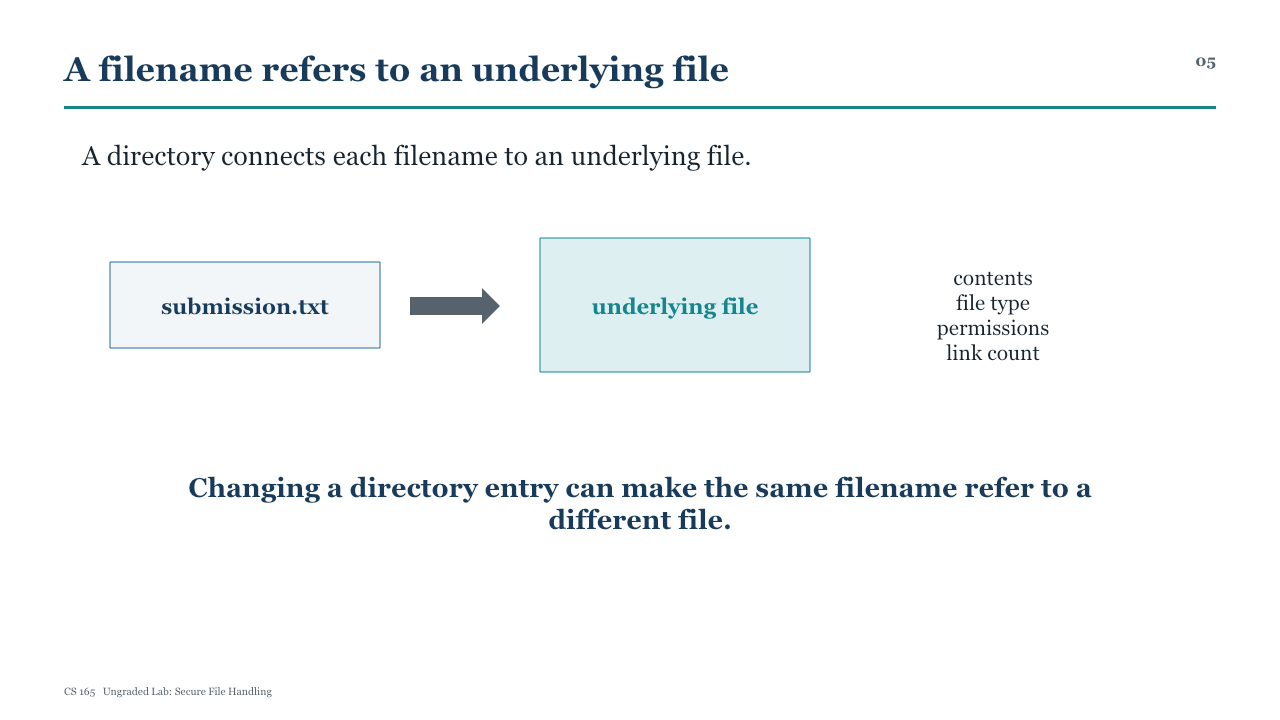 A filename refers to an underlying file
05
A directory connects each filename to an underlying file.
submission.txt
underlying file
contents
file type
permissions
link count
Changing a directory entry can make the same filename refer to a
different file.
CS 165 Ungraded Lab: Secure File Handling